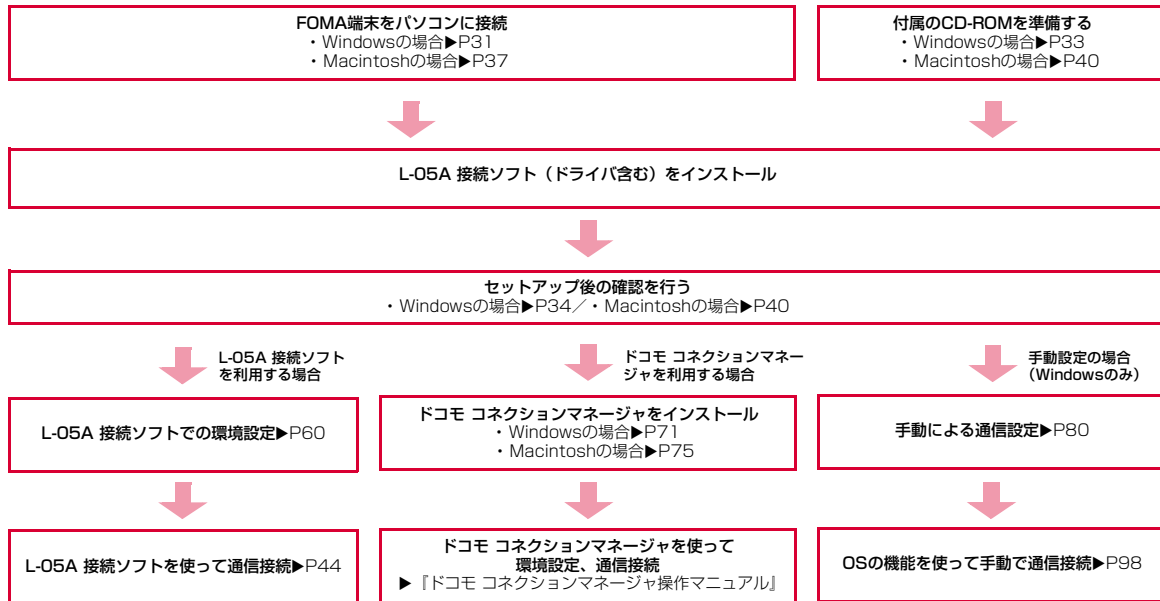 FOMA端末をパソコンに接続
・Windowsの場合▶P31
・Macintoshの場合▶P37
付属のCD-ROMを準備する
・Windowsの場合▶P33
・Macintoshの場合▶P40
L-05A 接続ソフト（ドライバ含む）をインストール
セットアップ後の確認を行う
・Windowsの場合▶P34／・Macintoshの場合▶P40
L-05A 接続ソフト
を利用する場合
ドコモ コネクションマネー
ジャを利用する場合
手動設定の場合
（Windowsのみ）
L-05A 接続ソフトでの環境設定▶P60
ドコモ コネクションマネージャをインストール
・Windowsの場合▶P71
・Macintoshの場合▶P75
手動による通信設定▶P80
L-05A 接続ソフトを使って通信接続▶P44
ドコモ コネクションマネージャを使って
環境設定、通信接続
▶『ドコモ コネクションマネージャ操作マニュアル』
OSの機能を使って手動で通信接続▶P98